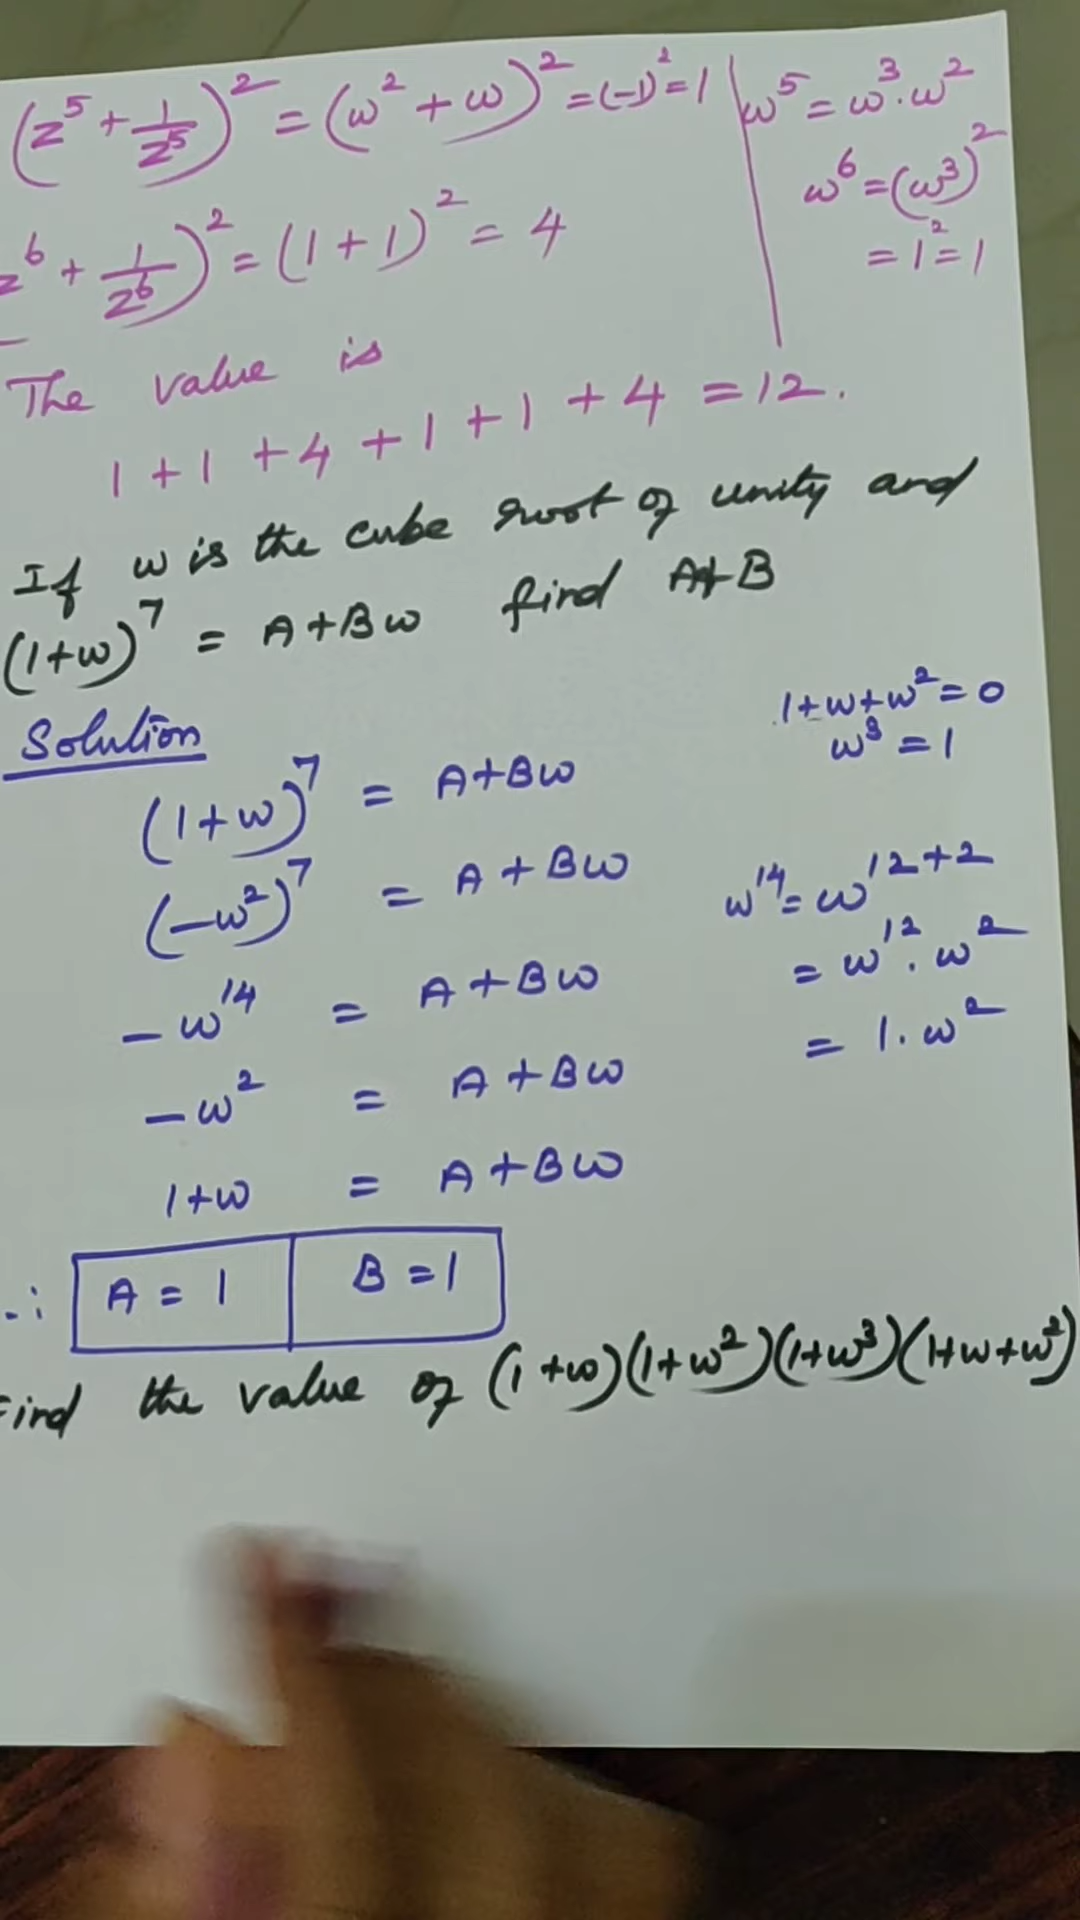 (z⁵ + 1/z⁵)² = (ω² + ω)² = (-1)² = 1
z⁶ + 1/z⁶)² = (1 + 1)² = 4
ω⁵ = ω³ · ω²
ω⁶ = (ω³)²
= 1² = 1
The value is
1 + 1 + 4 + 1 + 1 + 4 = 12.
If ω is the cube root of unity and
(1+ω)⁷ = A+Bω find A+B
Solution
1+ω+ω² = 0
ω³ = 1
(1+ω)⁷ = A+Bω
(-ω²)⁷ = A+Bω
-ω¹⁴ = A+Bω
-ω² = A+Bω
1+ω = A+Bω
ω¹⁴ = ω¹²⁺²
= ω¹² · ω²
= 1 · ω²
∴ A = 1 B = 1
Find the value of (1+ω)(1+ω²)(1+ω³)(1+ω+ω²)